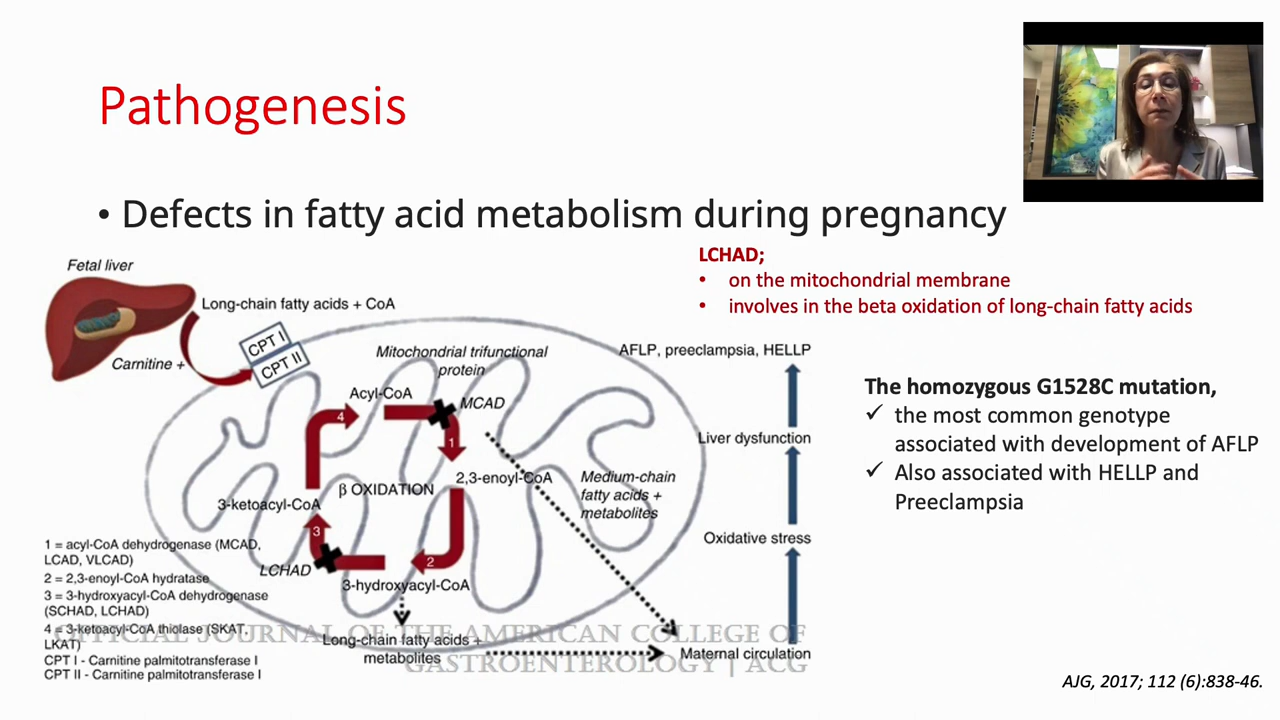 Pathogenesis
• Defects in fatty acid metabolism during pregnancy
LCHAD;
• on the mitochondrial membrane
• involves in the beta oxidation of long-chain fatty acids
Fetal liver
Long-chain fatty acids + CoA
Carnitine +
CPT I
CPT II
Mitochondrial trifunctional
protein
Acyl-CoA
MCAD
4
1
2,3-enoyl-CoA
β OXIDATION
3-ketoacyl-CoA
3
2
LCHAD
3-hydroxyacyl-CoA
Medium-chain
fatty acids +
metabolites
Long-chain fatty acids +
metabolites
AFLP, preeclampsia, HELLP
Liver dysfunction
Oxidative stress
Maternal circulation
1 = acyl-CoA dehydrogenase (MCAD,
LCAD, VLCAD)
2 = 2,3-enoyl-CoA hydratase
3 = 3-hydroxyacyl-CoA dehydrogenase
(SCHAD, LCHAD)
4 = 3-ketoacyl-CoA thiolase (SKAT,
LKAT)
CPT I - Carnitine palmitotransferase I
CPT II - Carnitine palmitotransferase I
JOURNAL OF THE AMERICAN COLLEGE OF
GASTROENTEROLOGY | ACG
The homozygous G1528C mutation,
✓ the most common genotype
associated with development of AFLP
✓ Also associated with HELLP and
Preeclampsia
AJG, 2017; 112 (6):838-46.